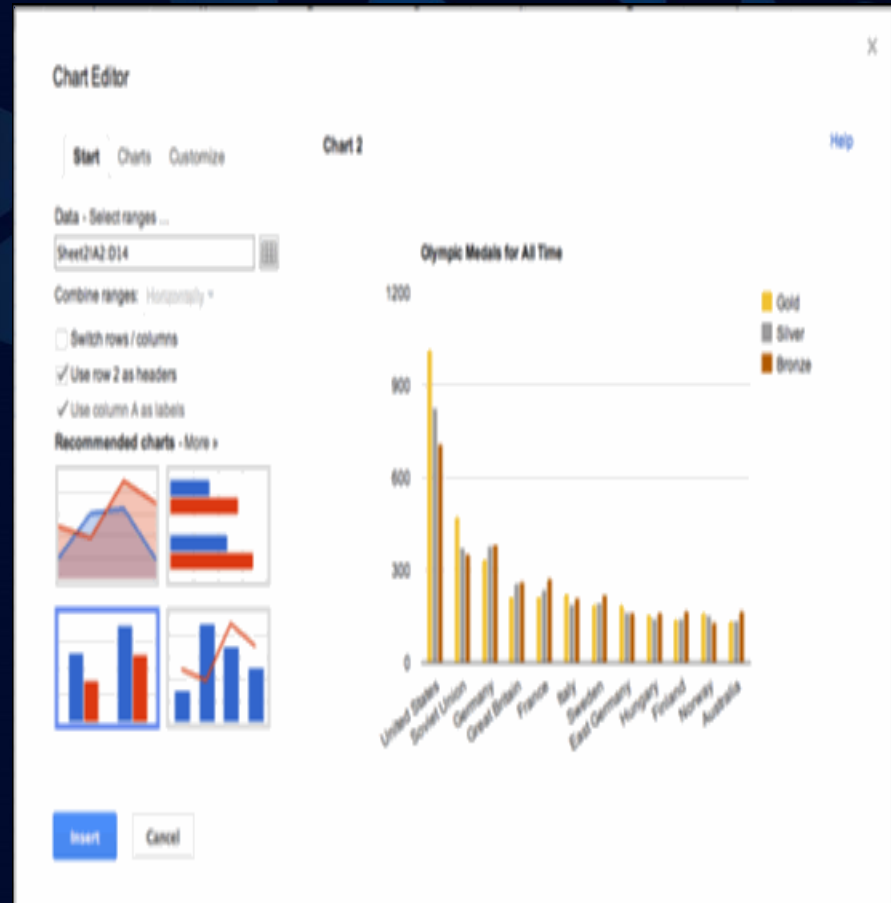 X
Chart Editor
Start Charts Customize
Chart 2
Help
Data - Select ranges ...
Sheet2!A2:D14
Combine ranges: Horizontally
Switch rows / columns
Use row 2 as headers
Use column A as labels
Recommended charts - More »
Olympic Medals for All Time
1200
900
600
300
0
Gold
Silver
Bronze
United States
Soviet Union
Germany
Great Britain
France
Italy
Sweden
East Germany
Hungary
Finland
Norway
Australia
Insert Cancel